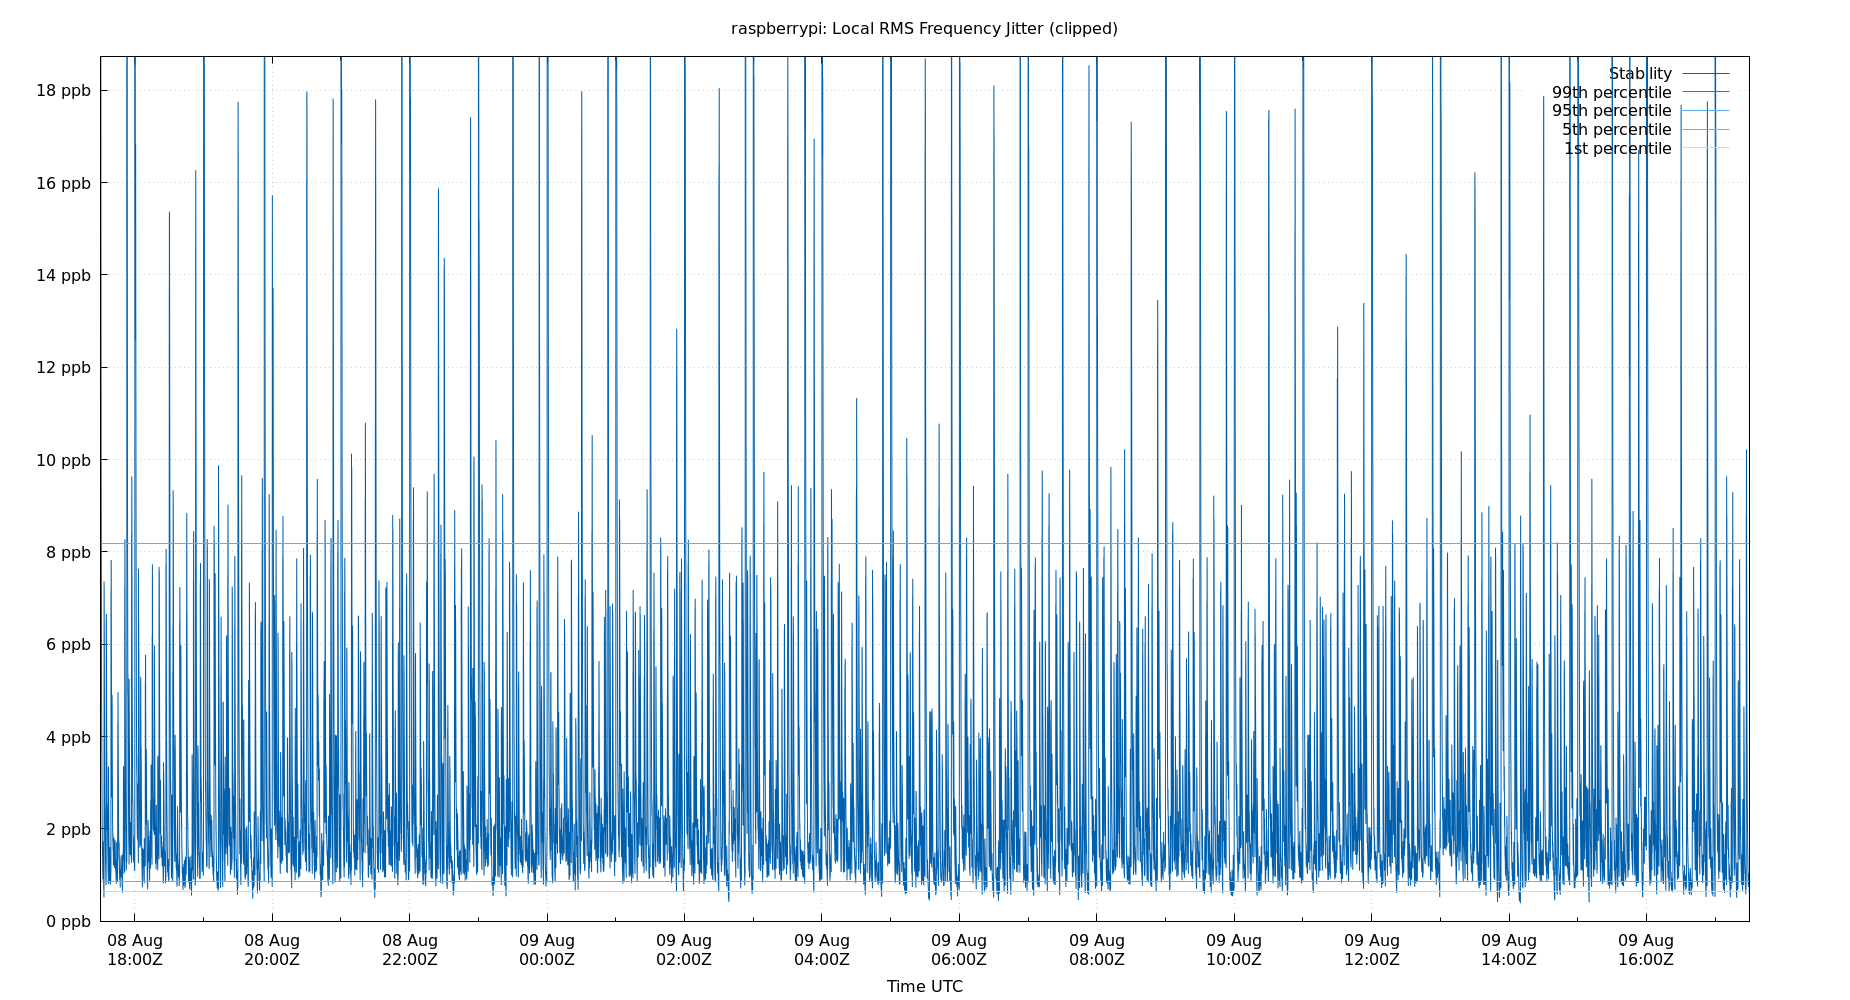 raspberrypi: Local RMS Frequency Jitter (clipped)
18 ppb
16 ppb
14 ppb
12 ppb
10 ppb
8 ppb
6 ppb
4 ppb
2 ppb
0 ppb
Stability
99th percentile
95th percentile
5th percentile
1st percentile
08 Aug 08 Aug 08 Aug 09 Aug 09 Aug 09 Aug 09 Aug 09 Aug 09 Aug 09 Aug 09 Aug 09 Aug
18:00Z 20:00Z 22:00Z 00:00Z 02:00Z 04:00Z 06:00Z 08:00Z 10:00Z 12:00Z 14:00Z 16:00Z
Time UTC